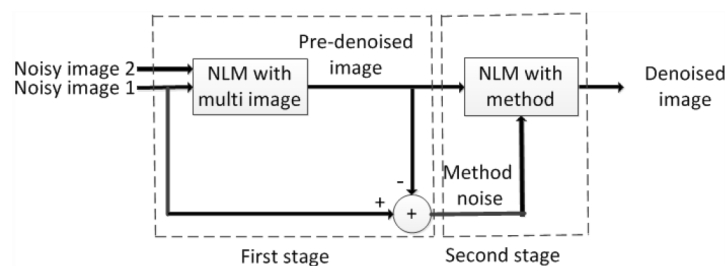 Noisy image 2
Noisy image 1
NLM with
multi image
Pre-denoised
image
NLM with
method
Denoised
image
-
+
+
Method
noise
First stage
Second stage